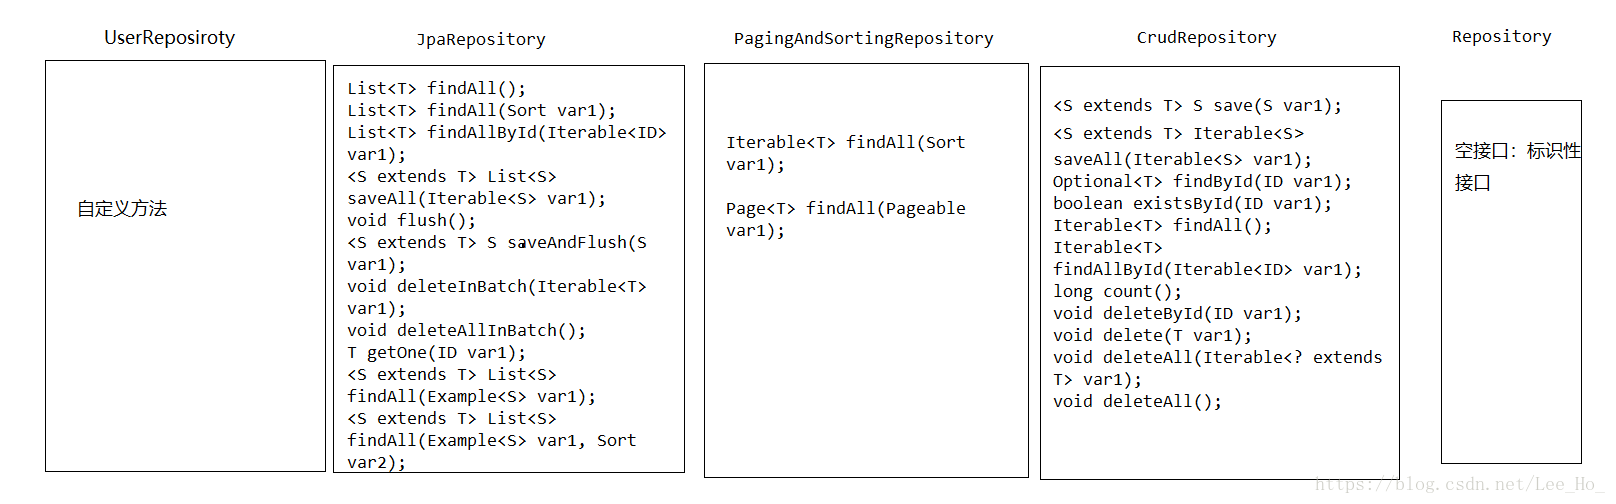 UserReposiroty
自定义方法
JpaRepository
List<T> findAll();
List<T> findAll(Sort var1);
List<T> findAllById(Iterable<ID>
var1);
<S extends T> List<S>
saveAll(Iterable<S> var1);
void flush();
<S extends T> S saveAndFlush(S
var1);
void deleteInBatch(Iterable<T>
var1);
void deleteAllInBatch();
T getOne(ID var1);
<S extends T> List<S>
findAll(Example<S> var1);
<S extends T> List<S>
findAll(Example<S> var1, Sort
var2);
PagingAndSortingRepository
Iterable<T> findAll(Sort
var1);
Page<T> findAll(Pageable
var1);
CrudRepository
<S extends T> S save(S var1);
<S extends T> Iterable<S>
saveAll(Iterable<S> var1);
Optional<T> findById(ID var1);
boolean existsById(ID var1);
Iterable<T> findAll();
Iterable<T>
findAllById(Iterable<ID> var1);
long count();
void deleteById(ID var1);
void delete(T var1);
void deleteAll(Iterable<? extends
T> var1);
void deleteAll();
Repository
空接口：标识性
接口
https://blog.csdn.net/Lee_Ho_